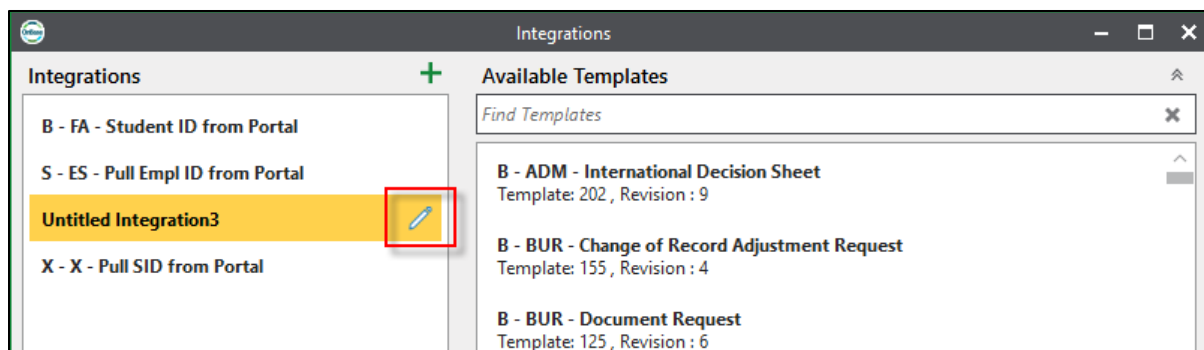 OnBase
Integrations
Integrations
B - FA - Student ID from Portal
S - ES - Pull Empl ID from Portal
Untitled Integration3
X - X - Pull SID from Portal
Available Templates
Find Templates
B - ADM - International Decision Sheet
Template: 202 , Revision : 9
B - BUR - Change of Record Adjustment Request
Template: 155 , Revision : 4
B - BUR - Document Request
Template: 125 , Revision : 6